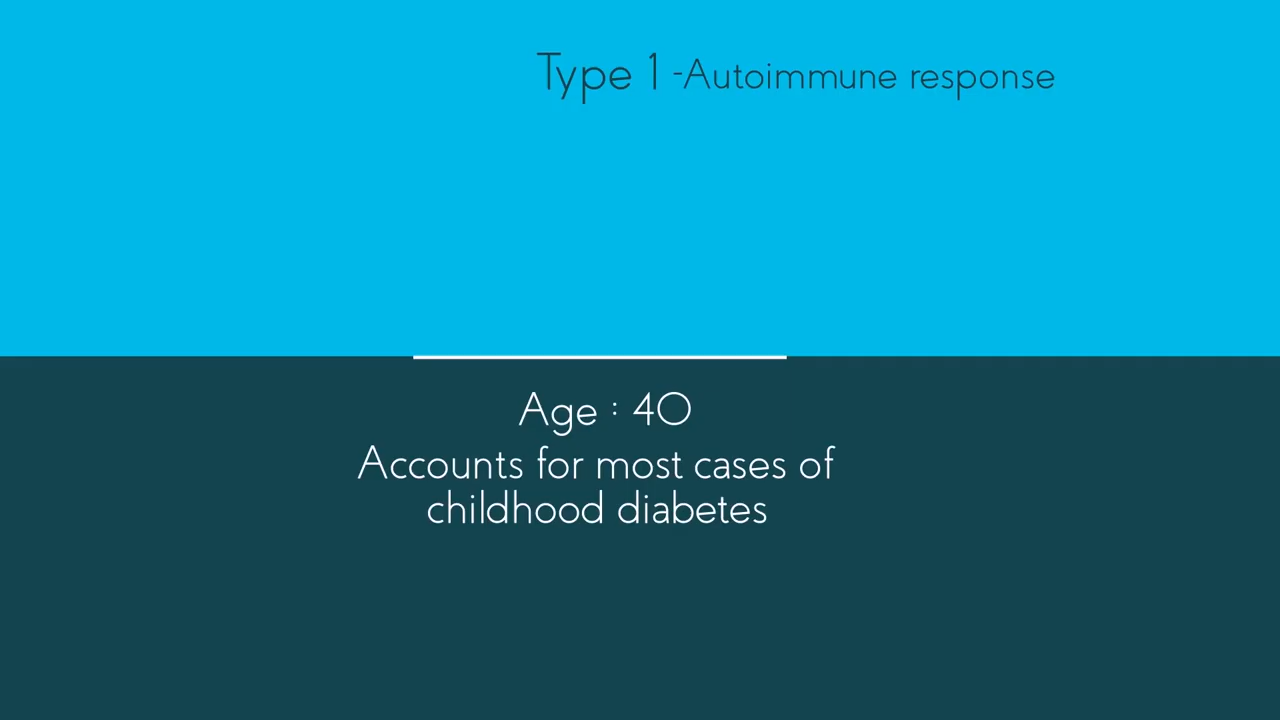 Type 1 -Autoimmune response
Age : 40
Accounts for most cases of
childhood diabetes